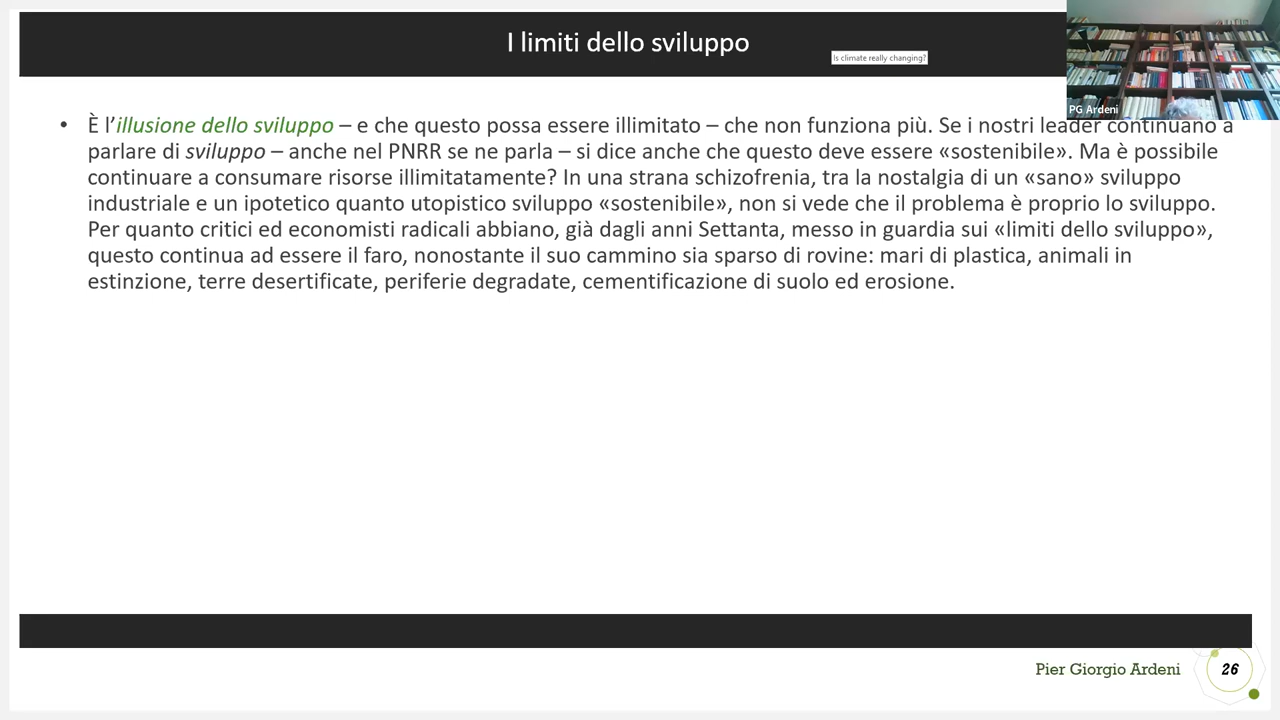 I limiti dello sviluppo
Is climate really changing?
PG Ardeni
• È l’illusione dello sviluppo – e che questo possa essere illimitato – che non funziona più. Se i nostri leader continuano a
parlare di sviluppo – anche nel PNRR se ne parla – si dice anche che questo deve essere «sostenibile». Ma è possibile
continuare a consumare risorse illimitatamente? In una strana schizofrenia, tra la nostalgia di un «sano» sviluppo
industriale e un ipotetico quanto utopistico sviluppo «sostenibile», non si vede che il problema è proprio lo sviluppo.
Per quanto critici ed economisti radicali abbiano, già dagli anni Settanta, messo in guardia sui «limiti dello sviluppo»,
questo continua ad essere il faro, nonostante il suo cammino sia sparso di rovine: mari di plastica, animali in
estinzione, terre desertificate, periferie degradate, cementificazione di suolo ed erosione.
Pier Giorgio Ardeni
26